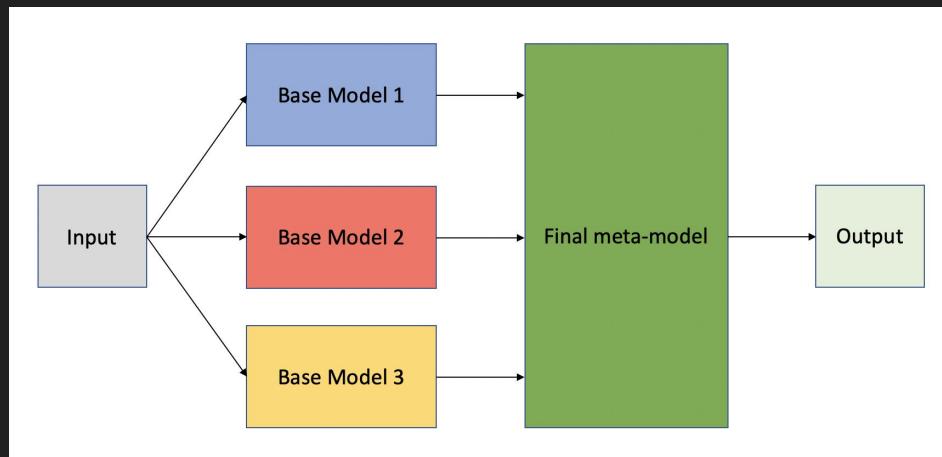 Input
Base Model 1
Base Model 2
Base Model 3
Final meta-model
Output